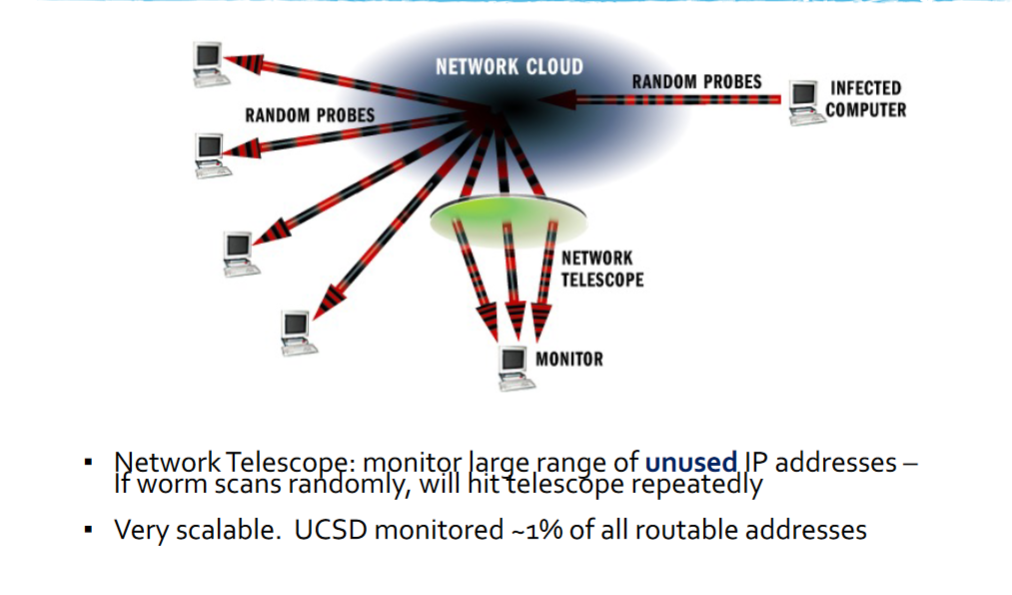 NETWORK CLOUD
RANDOM PROBES
INFECTED
COMPUTER
RANDOM PROBES
NETWORK
TELESCOPE
MONITOR
▪ Network Telescope: monitor large range of unused IP addresses –
If worm scans randomly, will hit telescope repeatedly
▪ Very scalable. UCSD monitored ~1% of all routable addresses